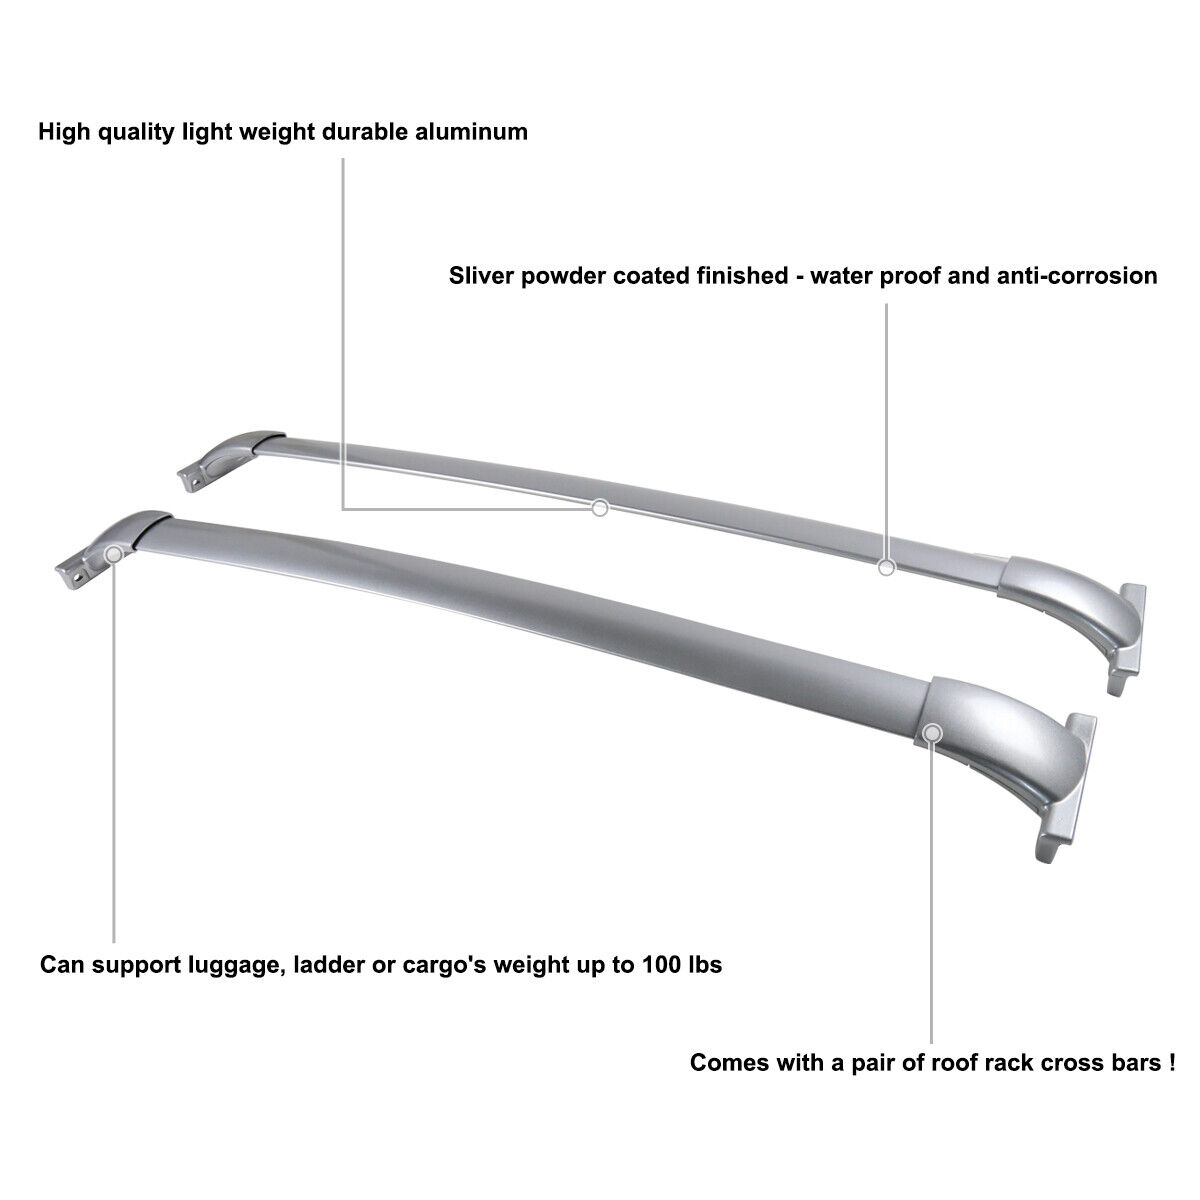 High quality light weight durable aluminum
Sliver powder coated finished - water proof and anti-corrosion
Can support luggage, ladder or cargo's weight up to 100 lbs
Comes with a pair of roof rack cross bars !